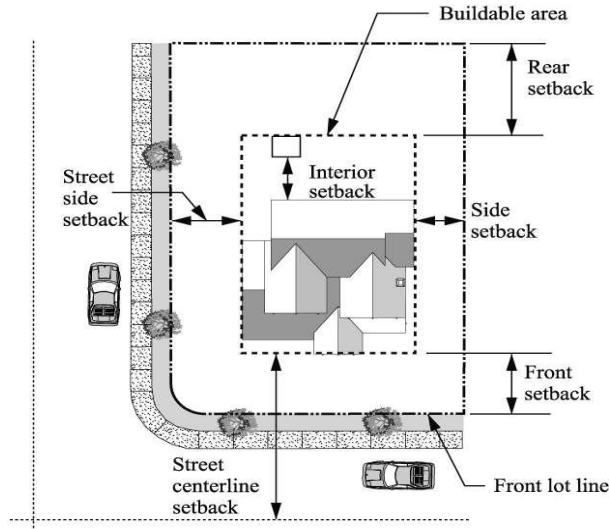 Buildable area
Rear
setback
Interior
setback
Street
side
setback
Side
setback
Front
setback
Street
centerline
setback
Front lot line